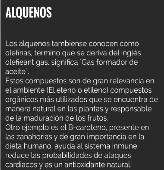 ALQUENOS
Los alquenos tambiense conocen como
olefinas, termino que se deriva del inglés
olefieant gas, significa "Gas formador de
aceite".
Estos compuestos son de gran relevancia en
el ambiente (El eteno o etileno) compuestos
orgánicos más utilizados que se encuentra de
manera natural en las plantas y responsable
de la maduración de los frutos.
Otro ejemplo es el B-caroteno, presente en
las zanahorias y de gran importancia en la
dieta humano, ayuda al sistema inmune,
reduce las probabilidades de ataques
cardiacos y es un antioxidante natural.